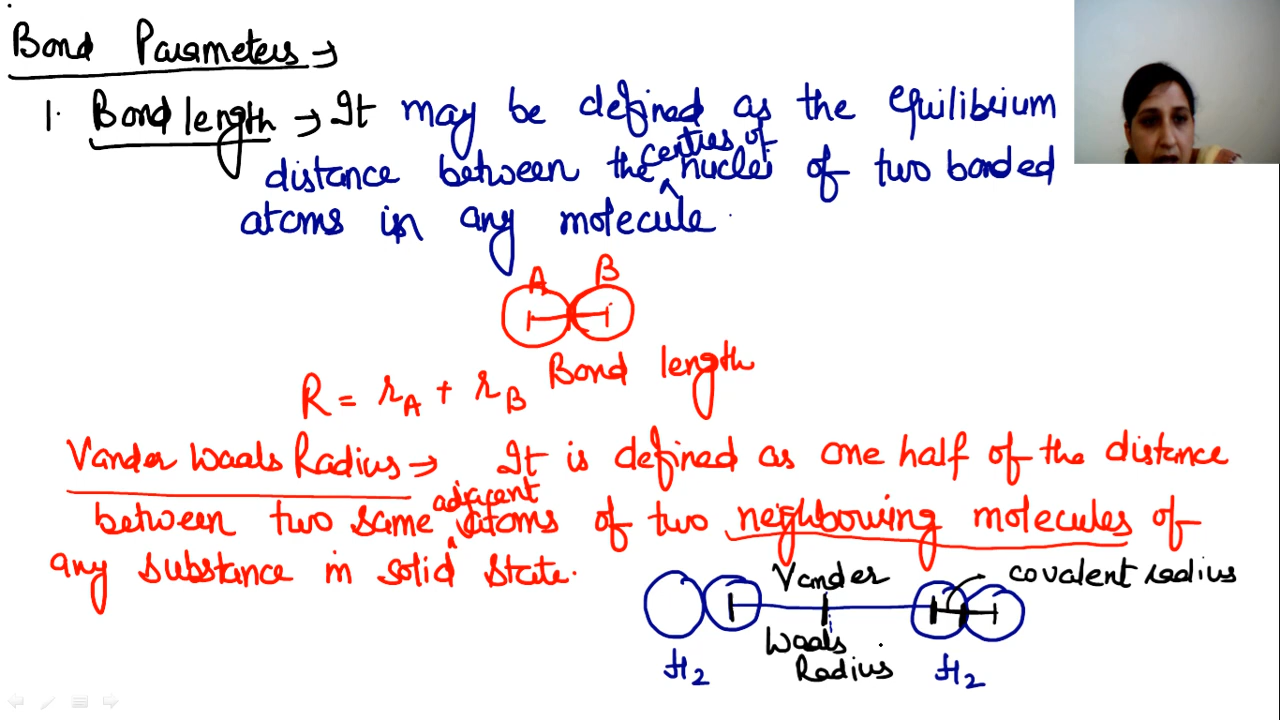 Bond Parameters →
1. Bond length → It may be defined as the equilibrium
distance between the centres of nuclei of two bonded
atoms in any molecule.
A B
Bond length
R = rA + rB
Vander Waals Radius → It is defined as one half of the distance
between two same adjacent atoms of two neighbouring molecules of
any substance in solid state.
Vander
covalent radius
Waals
Radius
H2 H2